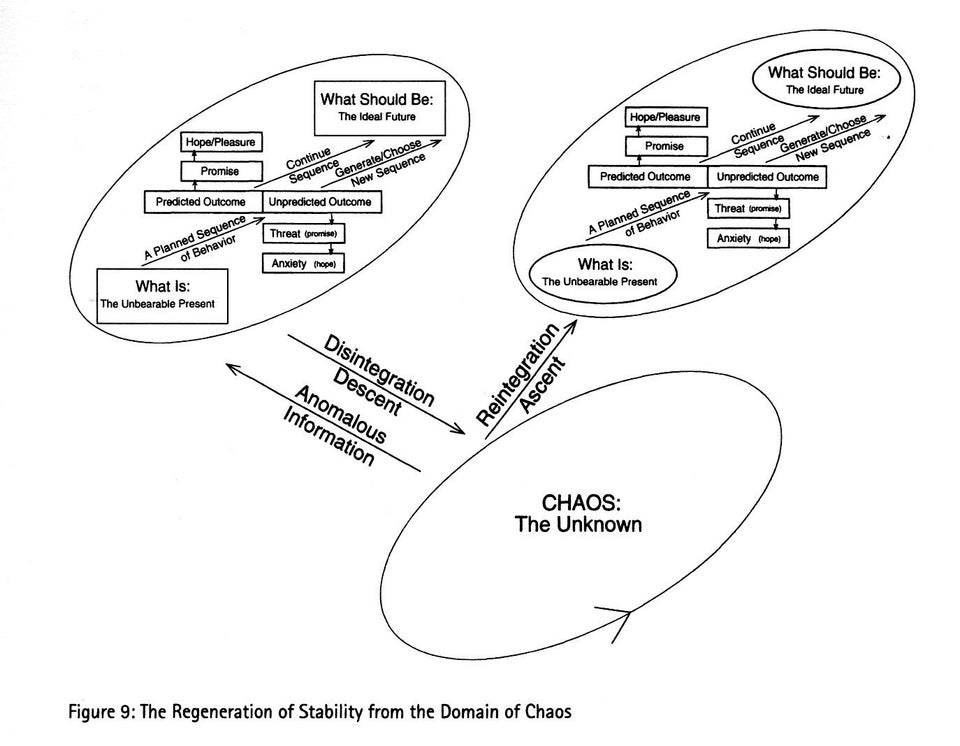 What Should Be:
The Ideal Future
Hope/Pleasure
Promise
Continue
Sequence
Generate/Choose
New Sequence
Predicted Outcome
Unpredicted Outcome
A Planned Sequence
of Behavior
Threat (promise)
Anxiety (hope)
What Is:
The Unbearable Present
What Should Be:
The Ideal Future
Hope/Pleasure
Promise
Continue
Sequence
Generate/Choose
New Sequence
Predicted Outcome
Unpredicted Outcome
A Planned Sequence
of Behavior
Threat (promise)
Anxiety (hope)
What Is:
The Unbearable Present
Disintegration
Descent
Anomalous
Information
Reintegration
Ascent
CHAOS:
The Unknown
Figure 9: The Regeneration of Stability from the Domain of Chaos